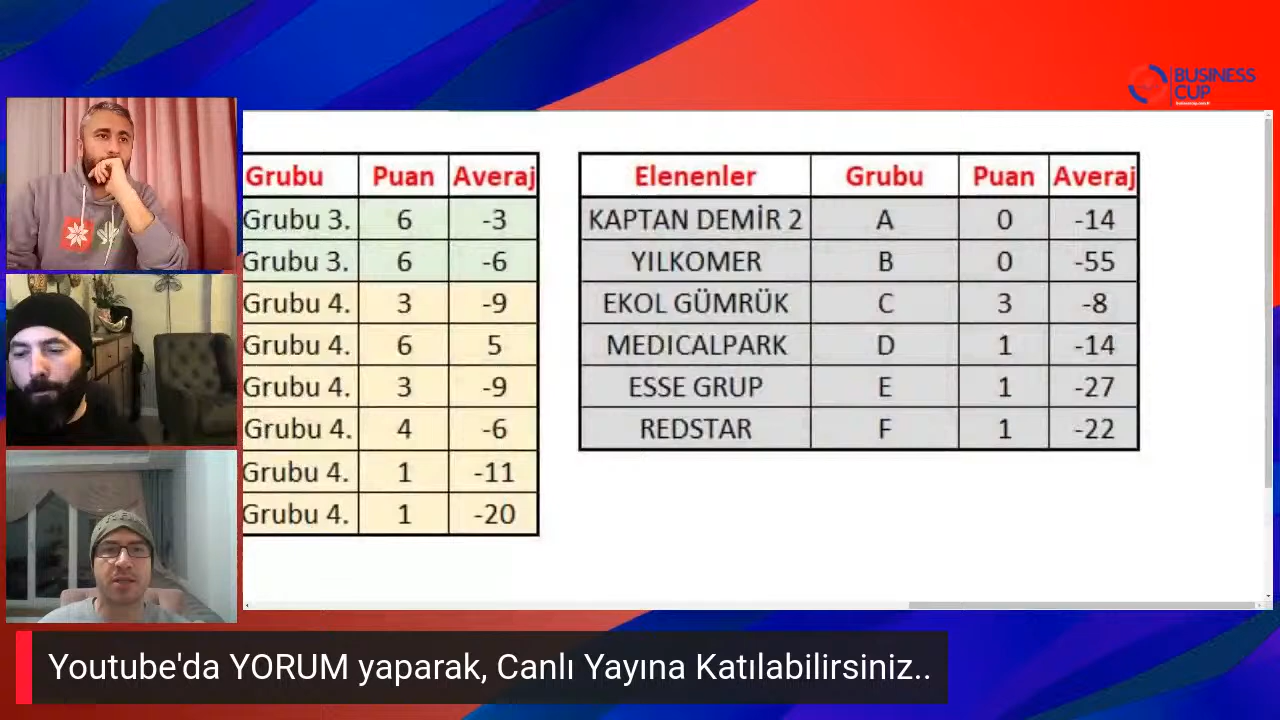 BUSINESS
CUP
Grubu Puan Averaj
Grubu 3. 6 -3
Grubu 3. 6 -6
Grubu 4. 3 -9
Grubu 4. 6 5
Grubu 4. 3 -9
Grubu 4. 4 -6
Grubu 4. 1 -11
Grubu 4. 1 -20
Elenenler Grubu Puan Averaj
KAPTAN DEMİR 2 A 0 -14
YILKOMER B 0 -55
EKOL GÜMRÜK C 3 -8
MEDICALPARK D 1 -14
ESSE GRUP E 1 -27
REDSTAR F 1 -22
Youtube'da YORUM yaparak, Canlı Yayına Katılabilirsiniz..